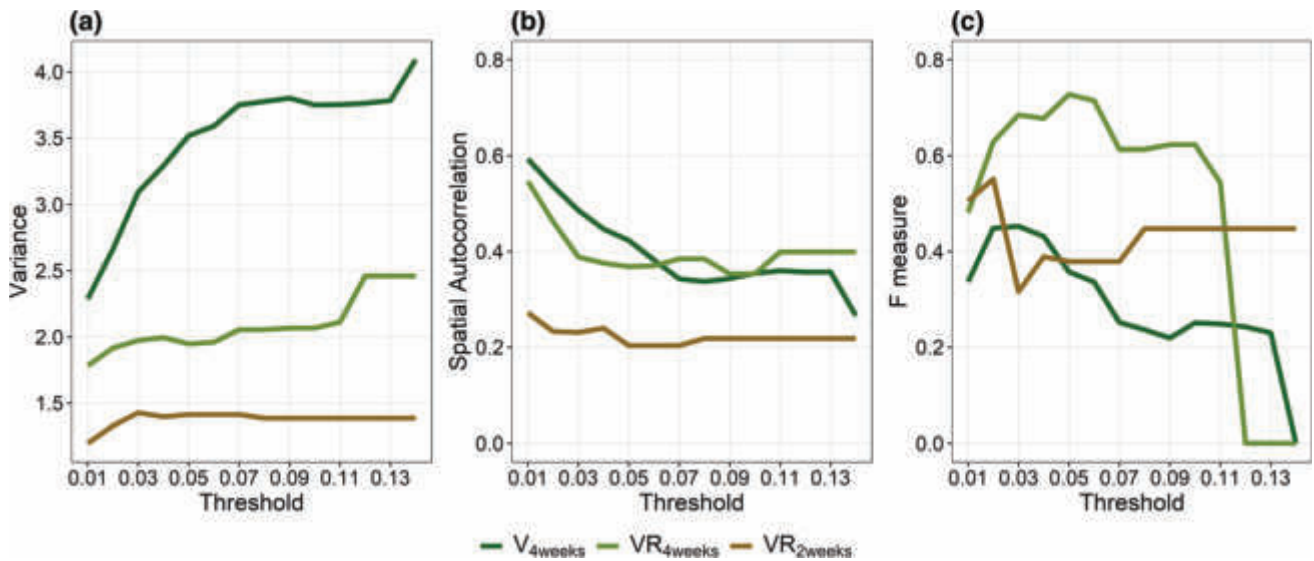 (a)
Variance
4.0
3.5
3.0
2.5
2.0
1.5
0.01 0.03 0.05 0.07 0.09 0.11 0.13
Threshold
(b)
Spatial Autocorrelation
0.8
0.6
0.4
0.2
0.0
0.01 0.03 0.05 0.07 0.09 0.11 0.13
Threshold
(c)
F measure
0.8
0.6
0.4
0.2
0.0
0.01 0.03 0.05 0.07 0.09 0.11 0.13
Threshold
V4weeks VR4weeks VR2weeks